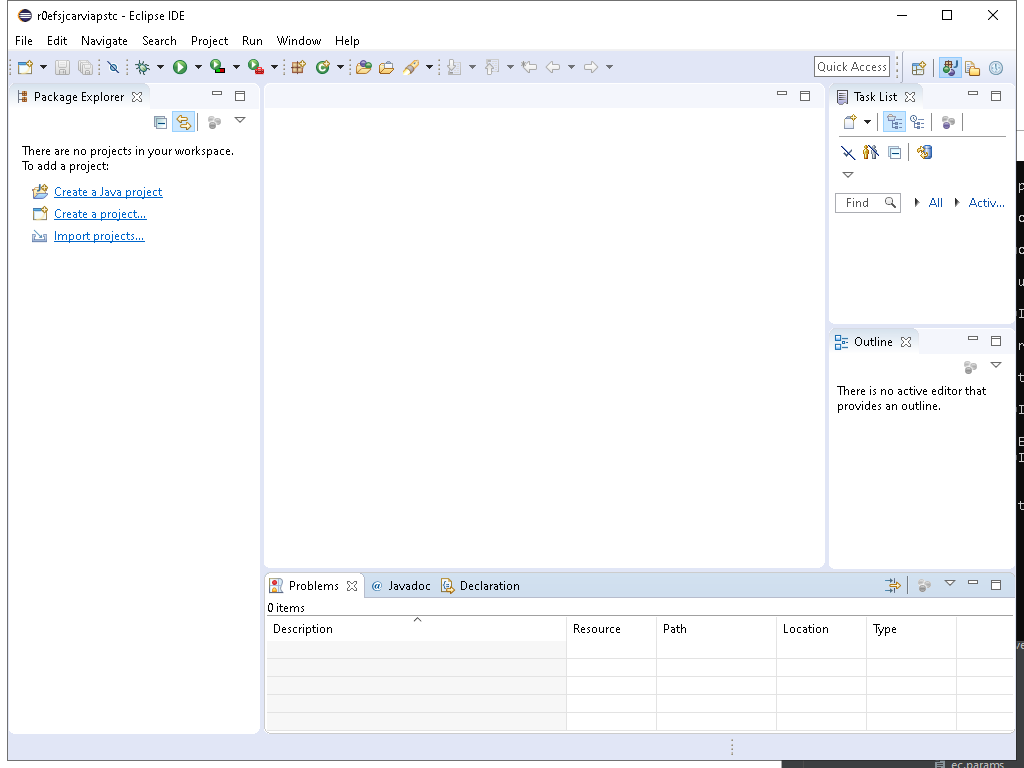 r0efsjcarviapstc - Eclipse IDE
File Edit Navigate Search Project Run Window Help
Quick Access
Package Explorer
There are no projects in your workspace.
To add a project:
Create a Java project
Create a project...
Import projects...
Task List
Find All Activ...
Outline
There is no active editor that
provides an outline.
Problems @ Javadoc Declaration
0 items
Description Resource Path Location Type
ec.params